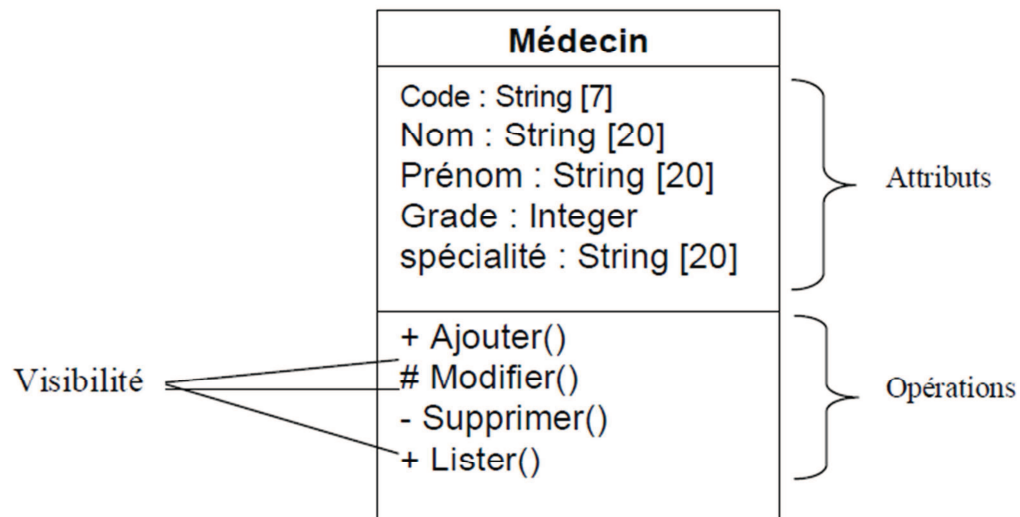 Médecin
Code : String [7]
Nom : String [20]
Prénom : String [20]
Grade : Integer
spécialité : String [20]
Attributs
+ Ajouter()
# Modifier()
- Supprimer()
+ Lister()
Visibilité
Opérations